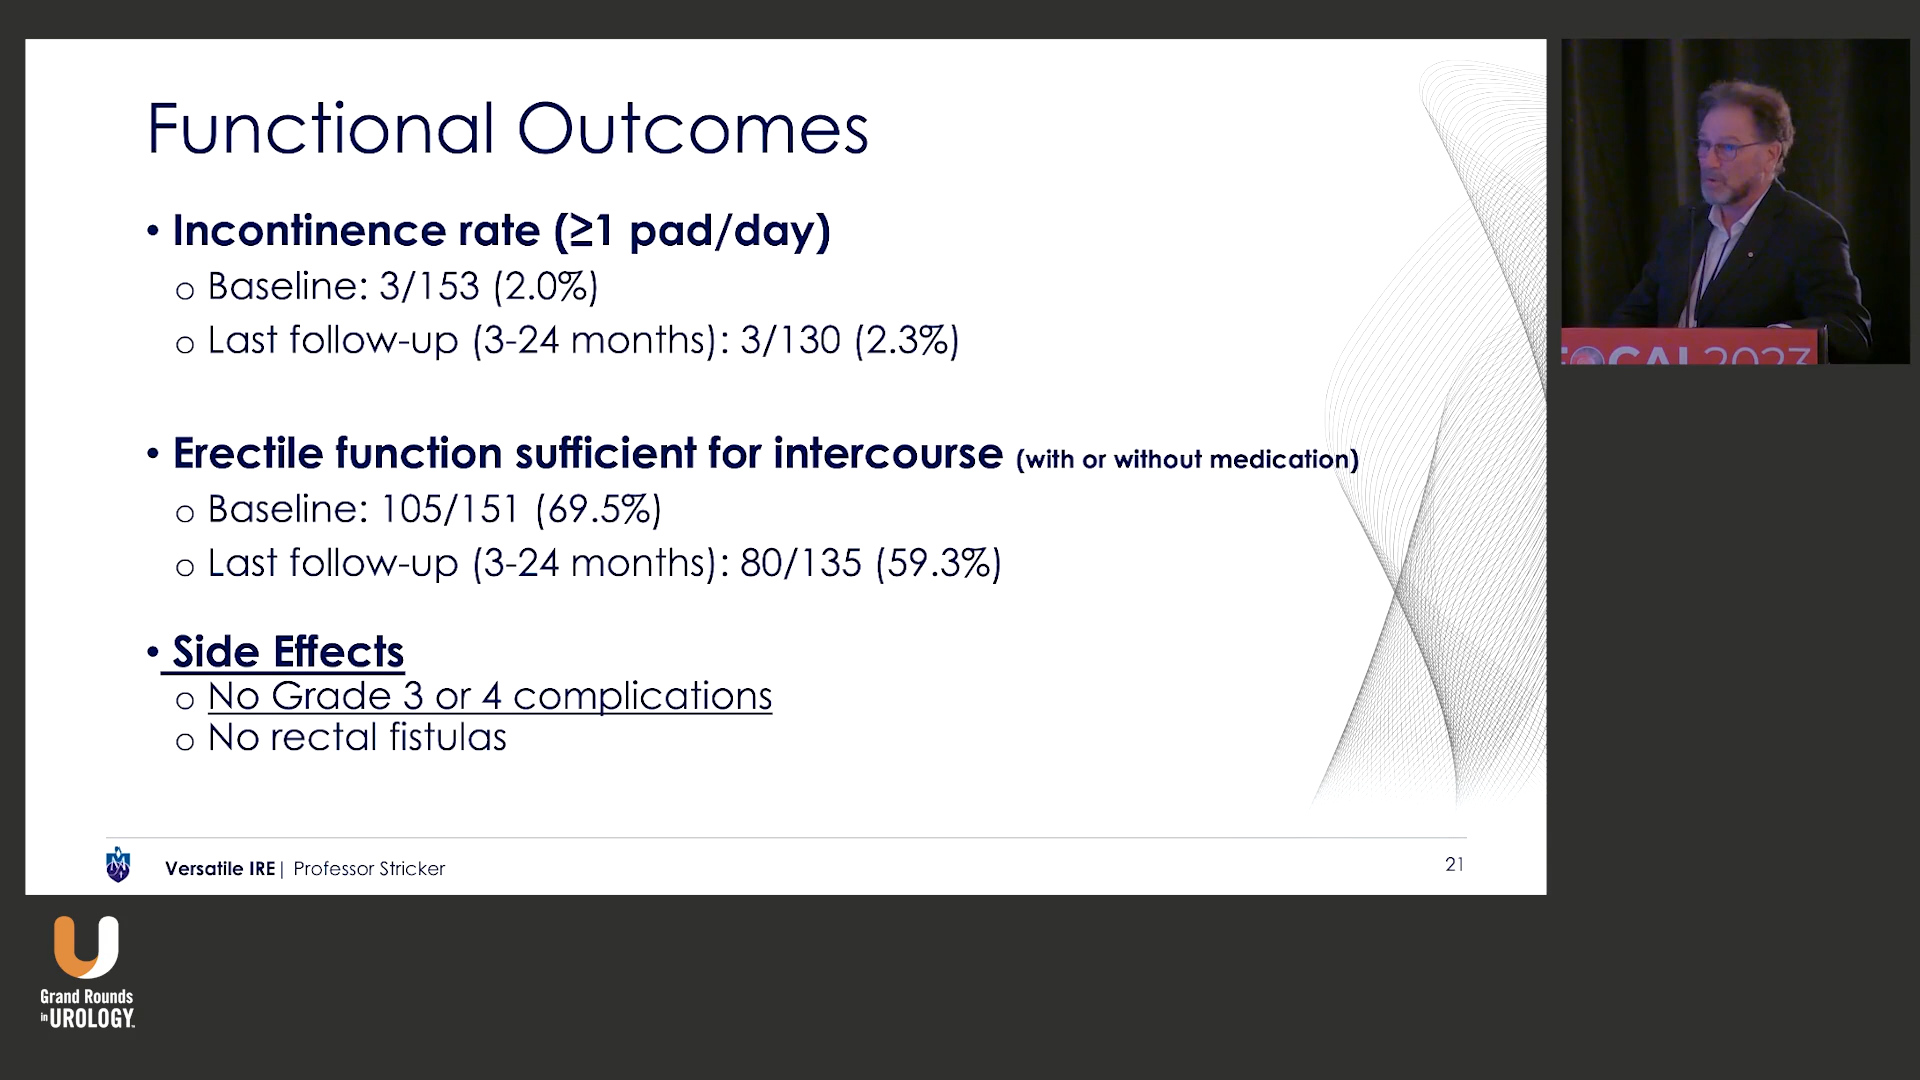 Functional Outcomes
• Incontinence rate (≥1 pad/day)
o Baseline: 3/153 (2.0%)
o Last follow-up (3-24 months): 3/130 (2.3%)
• Erectile function sufficient for intercourse (with or without medication)
o Baseline: 105/151 (69.5%)
o Last follow-up (3-24 months): 80/135 (59.3%)
• Side Effects
o No Grade 3 or 4 complications
o No rectal fistulas
Versatile IRE | Professor Stricker
21
FOCAL 2023
Grand Rounds
in UROLOGY